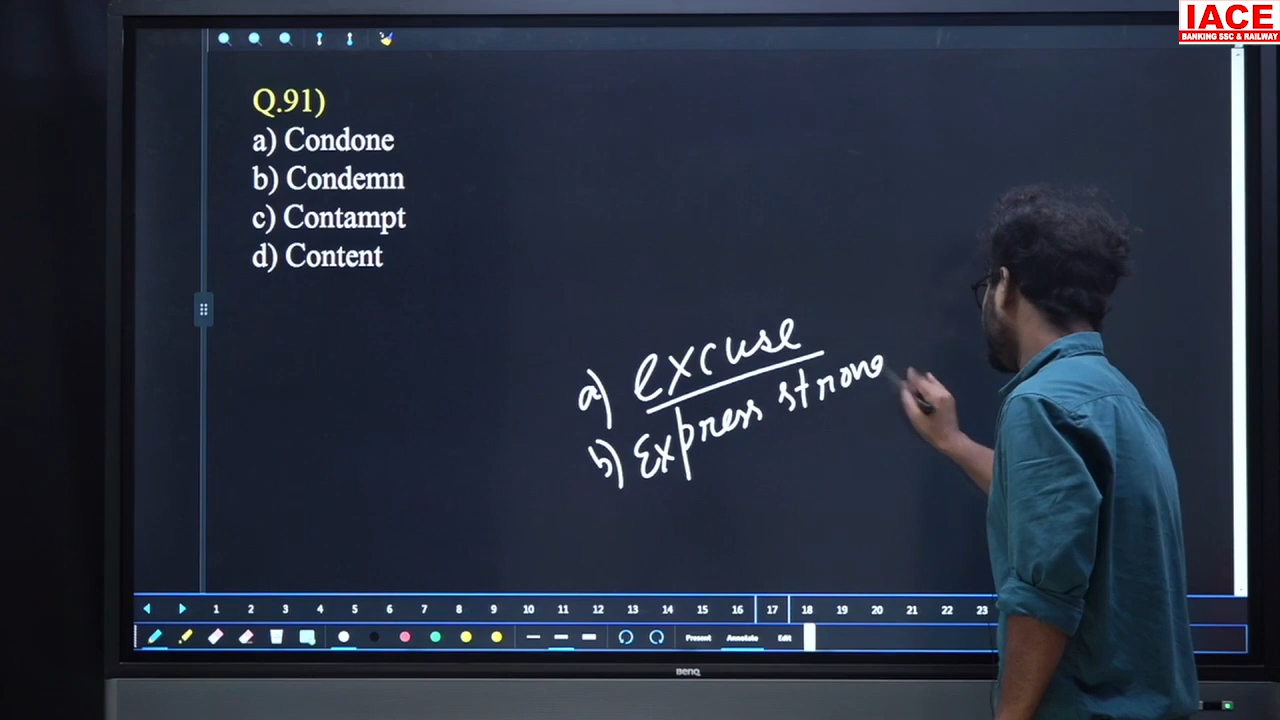 IACE
BANKING SSC & RAILWAY
Q.91)
a) Condone
b) Condemn
c) Contampt
d) Content
a) excuse
b) Express strong
1 2 3 4 5 6 7 8 9 10 11 12 13 14 15 16 17 18 19 20 21 22 23
Present Annotate Edit
BenQ